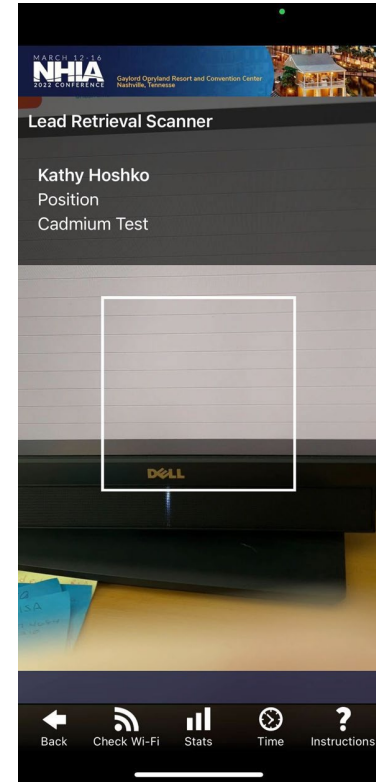 MARCH 12-16
NHIA
2022 CONFERENCE
Gaylord Opryland Resort and Convention Center
Nashville, Tennesse
Lead Retrieval Scanner
Kathy Hoshko
Position
Cadmium Test
DELL
Back
Check Wi-Fi
Stats
Time
Instructions